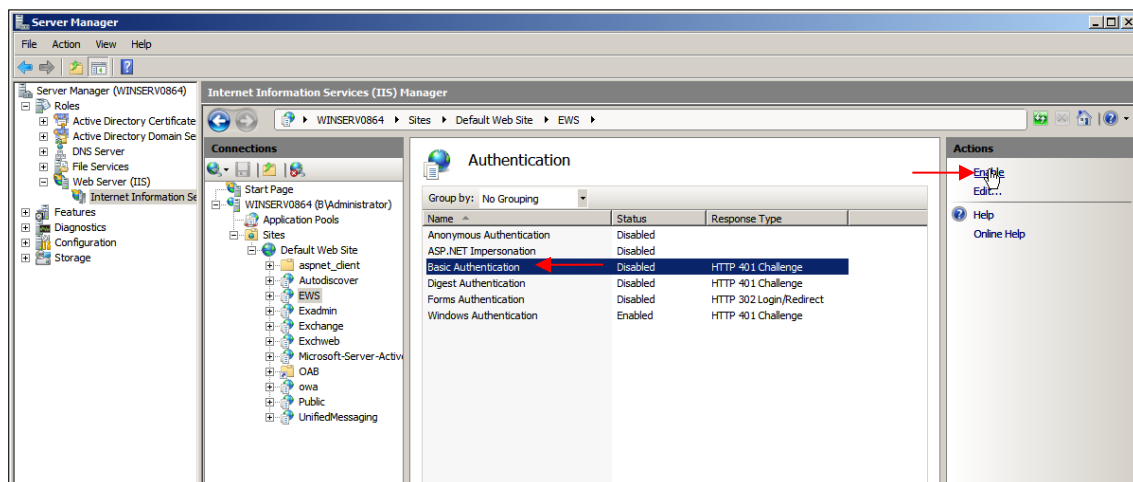 Server Manager
File Action View Help
Server Manager (WINSERV0864)
Roles
Active Directory Certificate
Active Directory Domain Se
DNS Server
File Services
Web Server (IIS)
Internet Information Se
Features
Diagnostics
Configuration
Storage
Internet Information Services (IIS) Manager
WINSERV0864 Sites Default Web Site EWS
Connections
Start Page
WINSERV0864 (B\Administrator)
Application Pools
Sites
Default Web Site
aspnet_client
Autodiscover
EWS
Exadmin
Exchange
Exchweb
Microsoft-Server-Activ
OAB
owa
Public
UnifiedMessaging
Authentication
Group by: No Grouping
Name Status Response Type
Anonymous Authentication Disabled
ASP.NET Impersonation Disabled
Basic Authentication Disabled HTTP 401 Challenge
Digest Authentication Disabled HTTP 401 Challenge
Forms Authentication Disabled HTTP 302 Login/Redirect
Windows Authentication Enabled HTTP 401 Challenge
Actions
Enable
Edit...
Help
Online Help